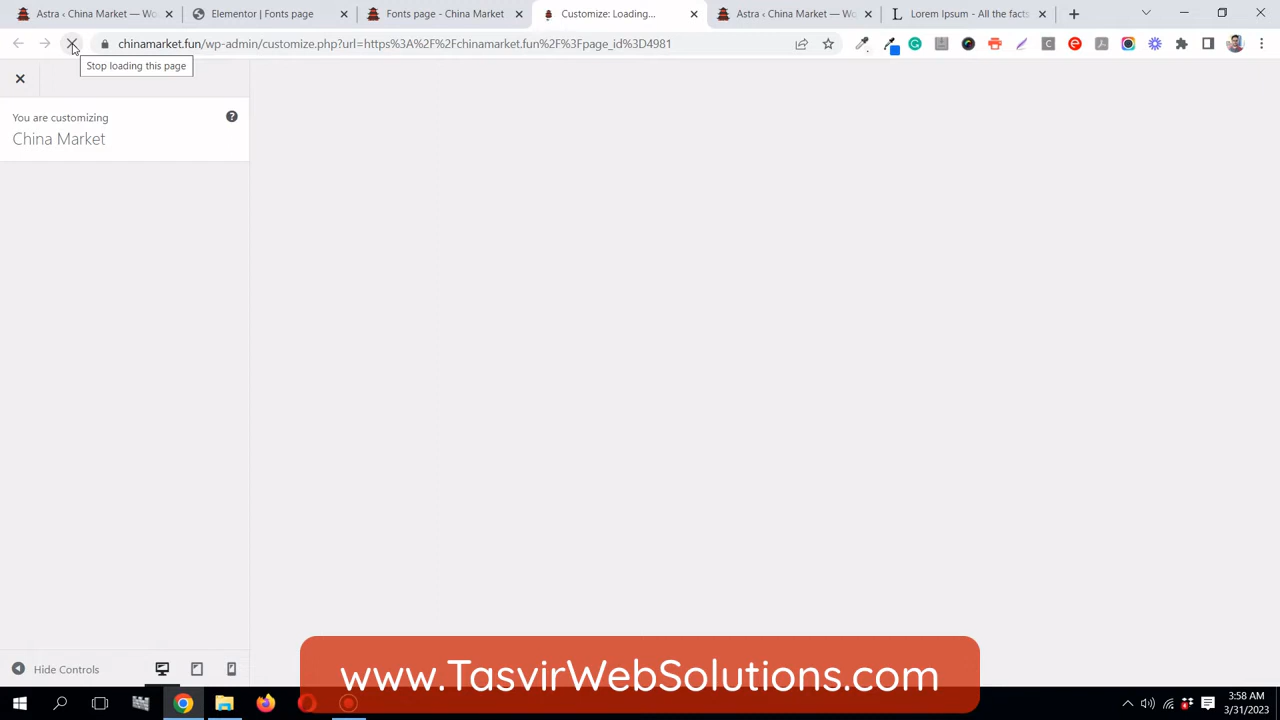 Astra ‹ China Market — Wo
Elementor | Fonts page
Fonts page - China Market
Customize: Loading...
Astra ‹ China Market — Wo
Lorem Ipsum - All the facts
chinamarket.fun/wp-admin/customize.php?url=https%3A%2F%2Fchinamarket.fun%2F%3Fpage_id%3D4981
Stop loading this page
You are customizing
China Market
Hide Controls
www.TasvirWebSolutions.com
3:58 AM
3/31/2023